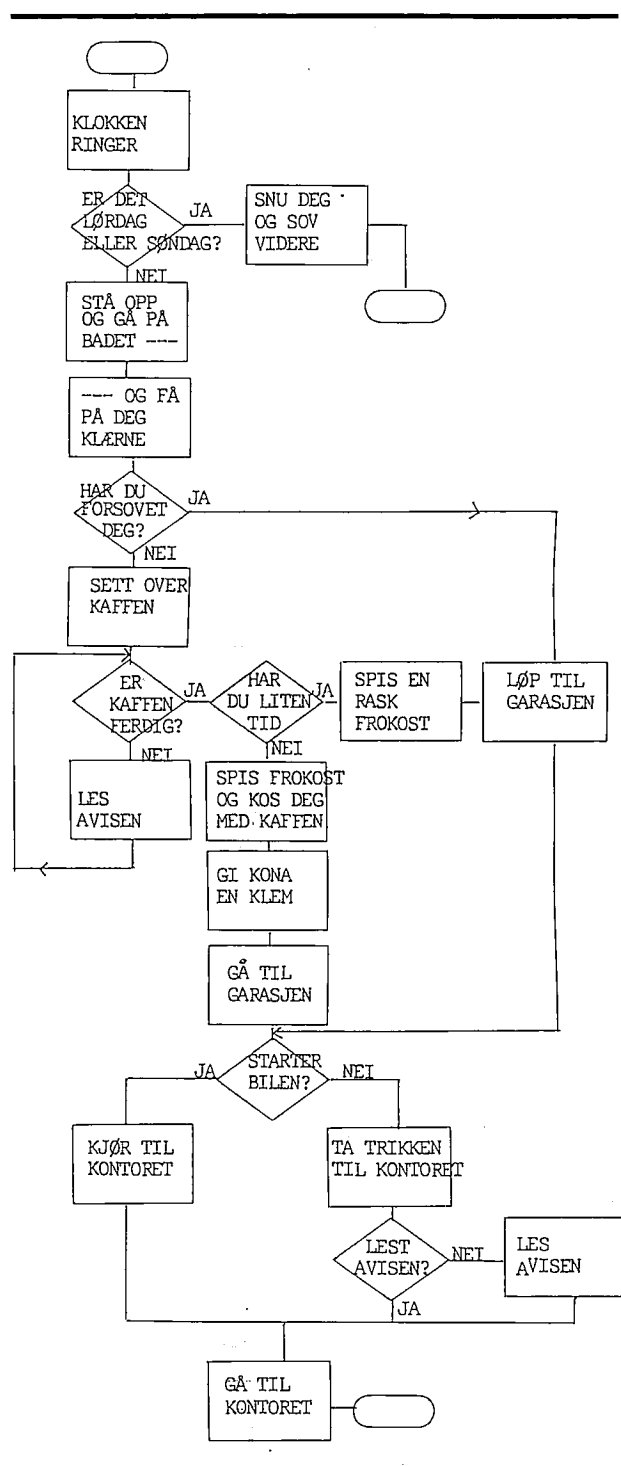 KLOKKEN
RINGER
ER DET
LØRDAG
ELLER SØNDAG?
JA
SNU DEG
OG SOV
VIDERE
NEI
STÅ OPP
OG GÅ PÅ
BADET ---
--- OG FÅ
PÅ DEG
KLÆRNE
HAR DU
FORSOVET
DEG?
JA
NEI
SETT OVER
KAFFEN
ER
KAFFEN
FERDIG?
JA
HAR
DU LITEN
TID
JA
SPIS EN
RASK
FROKOST
LØP TIL
GARASJEN
NEI
LES
AVISEN
NEI
SPIS FROKOST
OG KOS DEG
MED KAFFEN
GI KONA
EN KLEM
GÅ TIL
GARASJEN
STARTER
BILEN?
JA
NEI
KJØR TIL
KONTORET
TA TRIKKEN
TIL KONTORET
LEST
AVISEN?
NEI
LES
AVISEN
JA
GÅ TIL
KONTORET